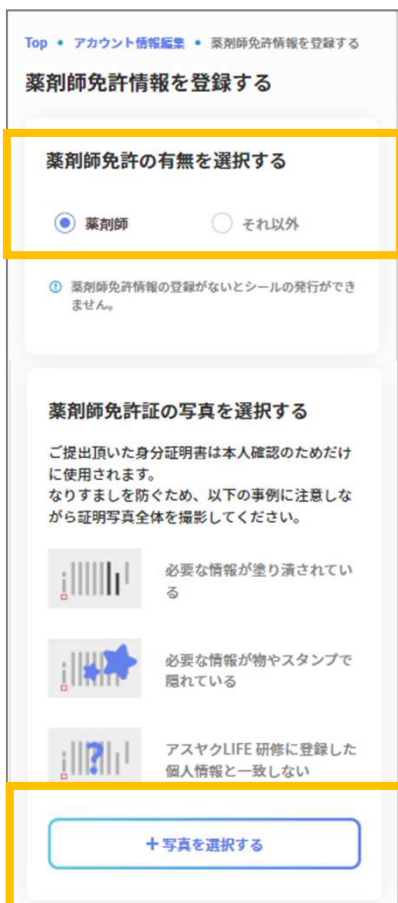 Top • アカウント情報編集 • 薬剤師免許情報を登録する
薬剤師免許情報を登録する
薬剤師免許の有無を選択する
薬剤師
それ以外
薬剤師免許情報の登録がないとシールの発行ができ
ません。
薬剤師免許証の写真を選択する
ご提出頂いた身分証明書は本人確認のためだけ
に使用されます。
なりすましを防ぐため、以下の事例に注意しな
がら証明写真全体を撮影してください。
必要な情報が塗り潰されてい
る
必要な情報が物やスタンプで
隠れている
?
アスヤクLIFE 研修に登録した
個人情報と一致しない
+写真を選択する